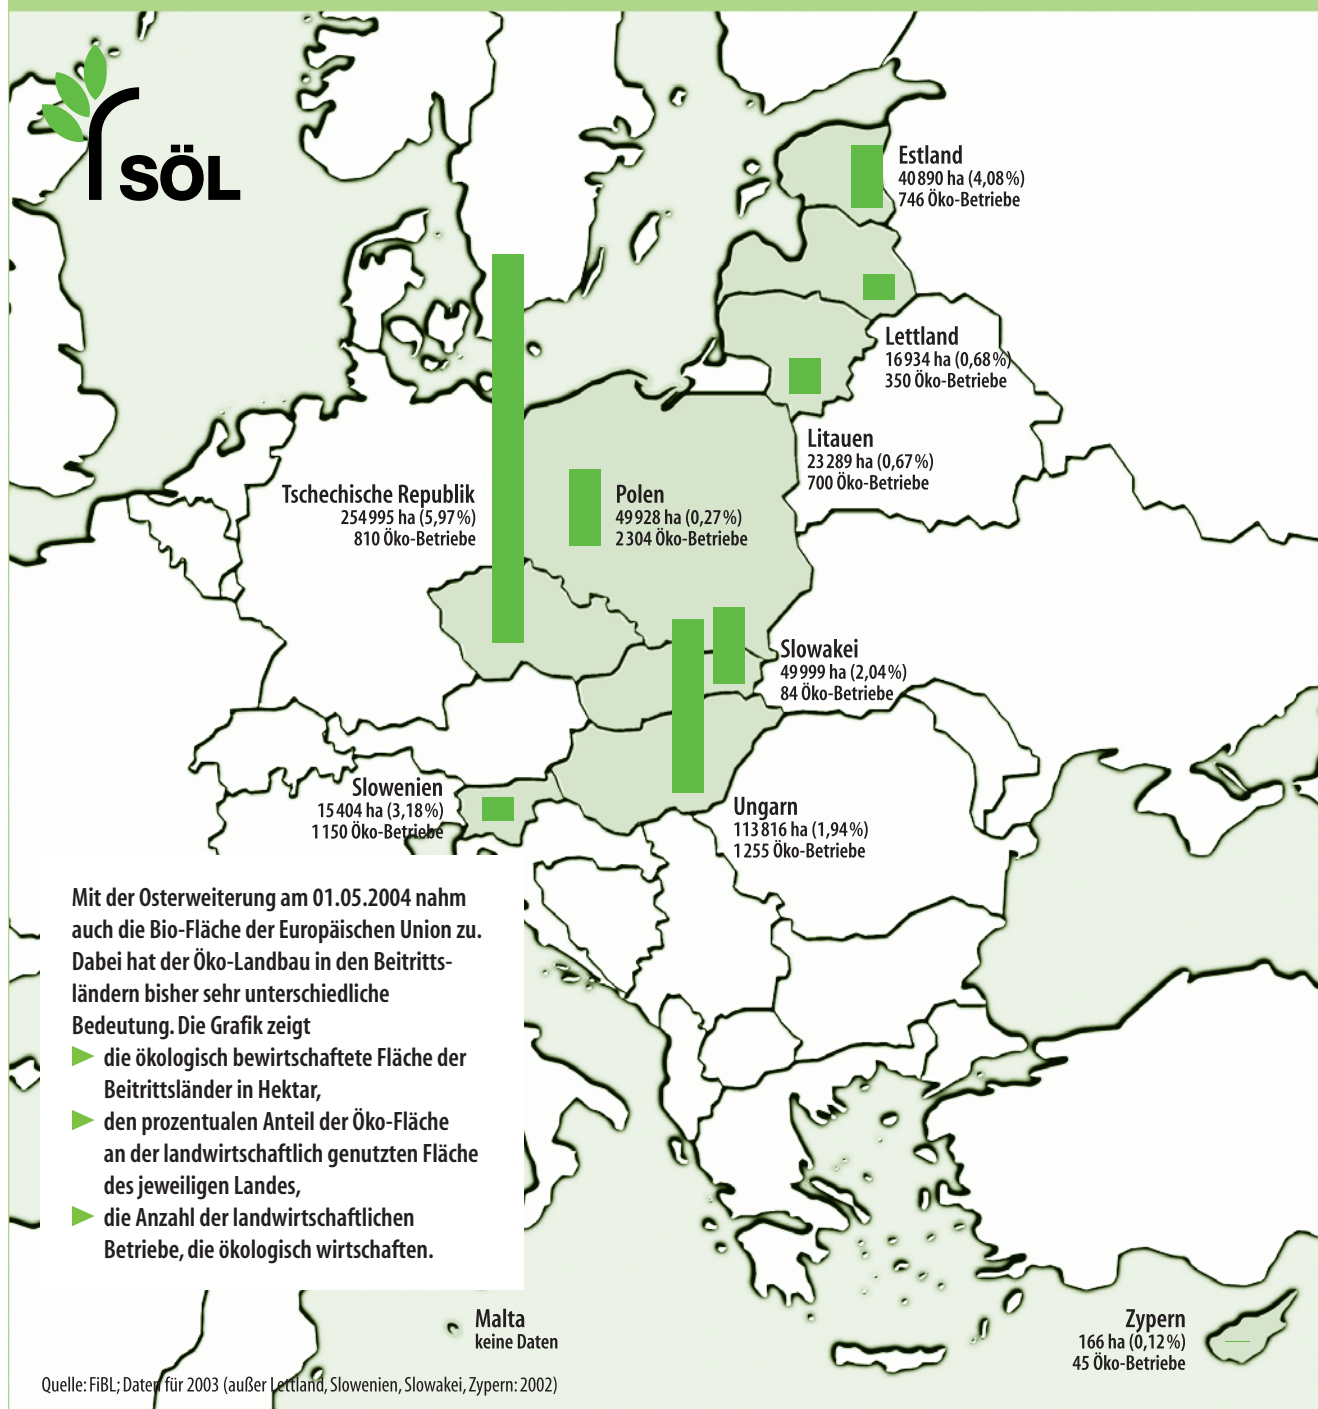 SÖL
Estland
40 890 ha (4,08 %)
746 Öko-Betriebe
Lettland
16 934 ha (0,68 %)
350 Öko-Betriebe
Litauen
23 289 ha (0,67 %)
700 Öko-Betriebe
Tschechische Republik
254 995 ha (5,97 %)
810 Öko-Betriebe
Polen
49 928 ha (0,27 %)
2 304 Öko-Betriebe
Slowakei
49 999 ha (2,04 %)
84 Öko-Betriebe
Slowenien
15 404 ha (3,18 %)
1 150 Öko-Betriebe
Ungarn
113 816 ha (1,94 %)
1 255 Öko-Betriebe
Mit der Osterweiterung am 01.05.2004 nahm
auch die Bio-Fläche der Europäischen Union zu.
Dabei hat der Öko-Landbau in den Beitritts-
ländern bisher sehr unterschiedliche
Bedeutung. Die Grafik zeigt
die ökologisch bewirtschaftete Fläche der
Beitrittsländer in Hektar,
den prozentualen Anteil der Öko-Fläche
an der landwirtschaftlich genutzten Fläche
des jeweiligen Landes,
die Anzahl der landwirtschaftlichen
Betriebe, die ökologisch wirtschaften.
Malta
keine Daten
Zypern
166 ha (0,12 %)
45 Öko-Betriebe
Quelle: FiBL; Daten für 2003 (außer Lettland, Slowenien, Slowakei, Zypern: 2002)